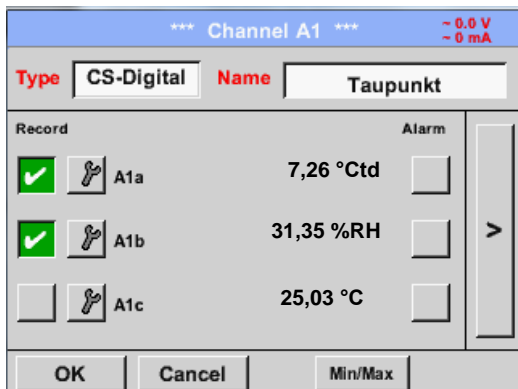 *** Channel A1 *** ~ 0.0 V
~ 0 mA
Type CS-Digital Name Taupunkt
Record Alarm
A1a 7,26 °Ctd
A1b 31,35 %RH >
A1c 25,03 °C
OK Cancel Min/Max